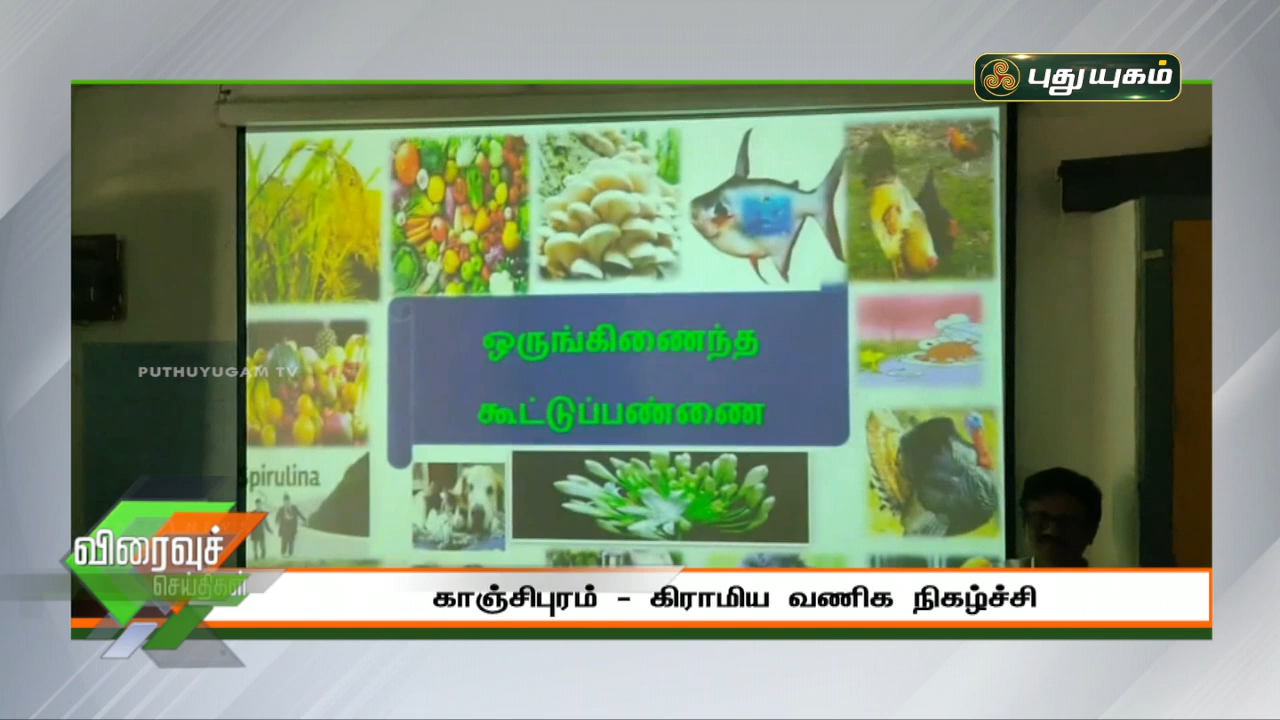 புதுயுகம்
ஒருங்கிணைந்த
கூட்டுப்பண்ணை
PUTHUYUGAM TV
Spirulina
விரைவுச்
செய்திகள்
காஞ்சிபுரம் - கிராமிய வணிக நிகழ்ச்சி